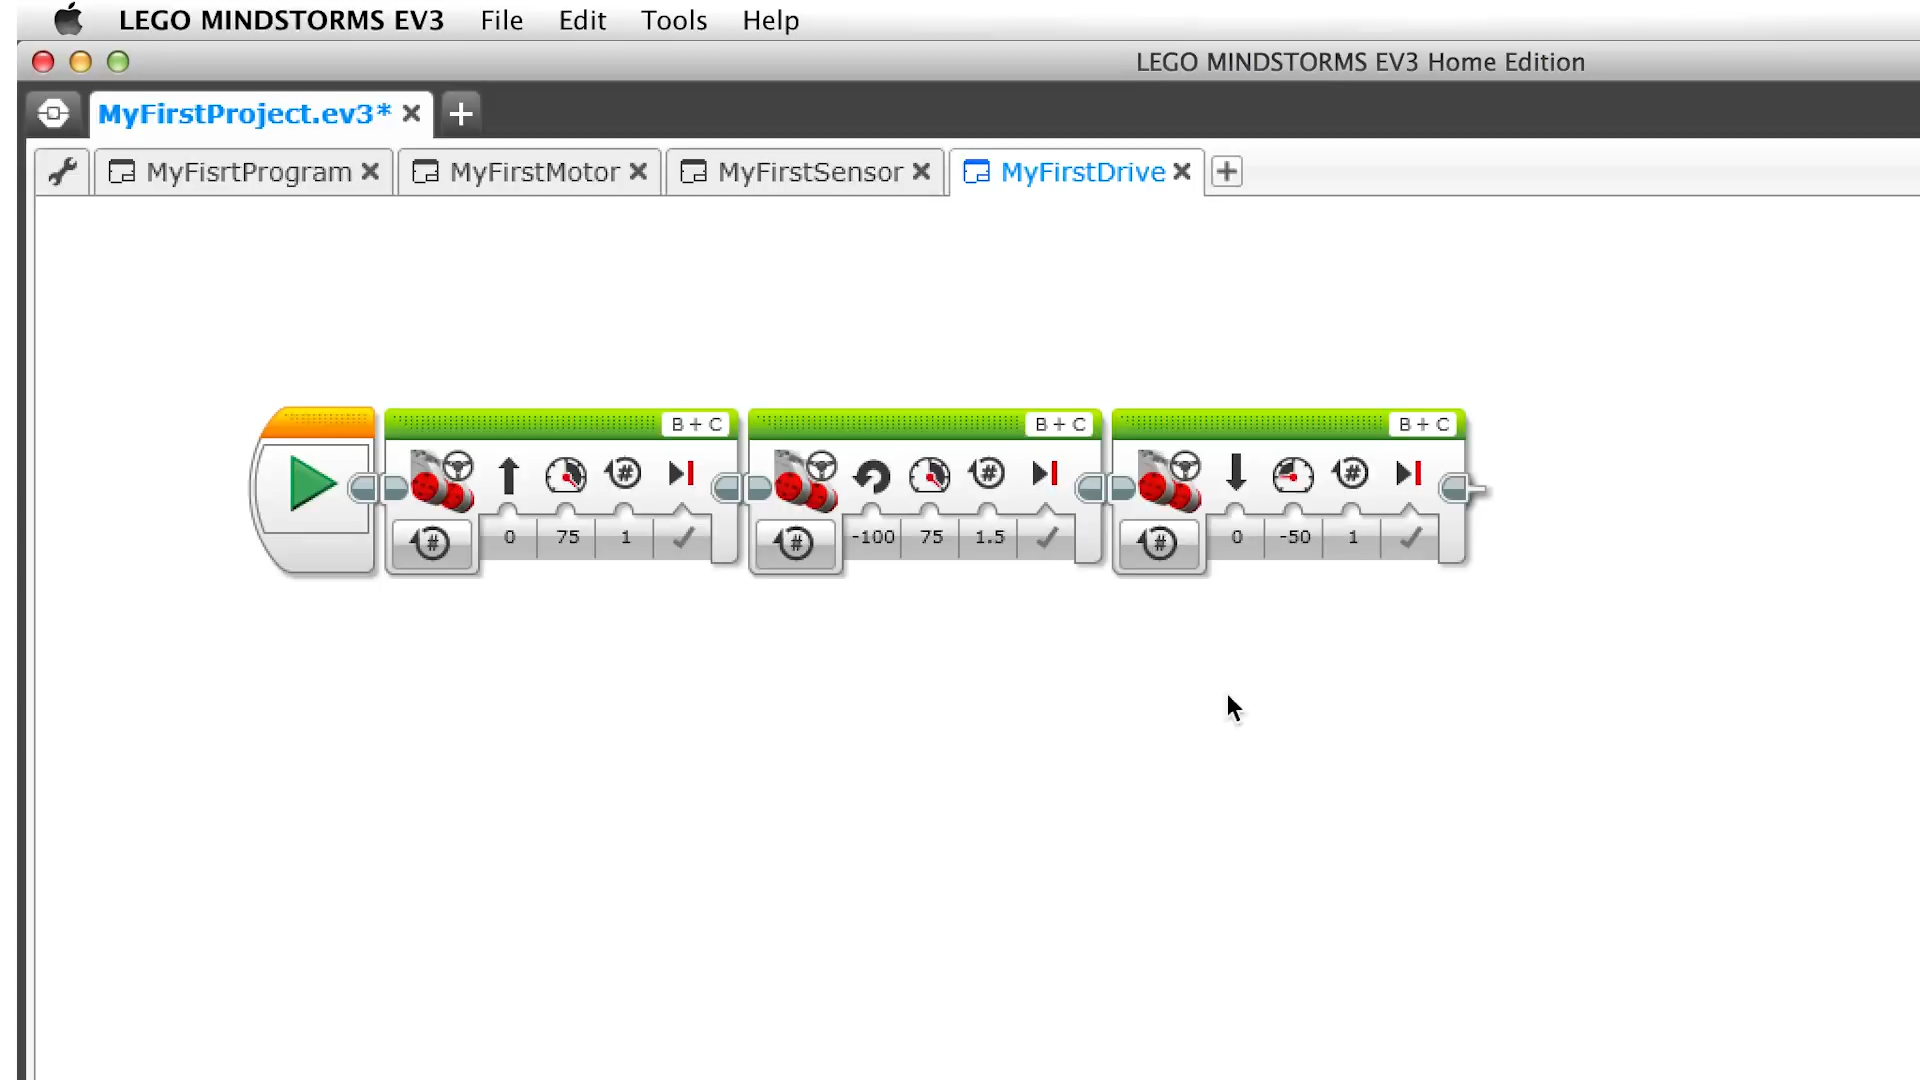 LEGO MINDSTORMS EV3 File Edit Tools Help
LEGO MINDSTORMS EV3 Home Edition
MyFirstProject.ev3*
MyFisrtProgram MyFirstMotor MyFirstSensor MyFirstDrive
B + C B + C B + C
# # #
# 0 75 1 # -100 75 1.5 # 0 -50 1